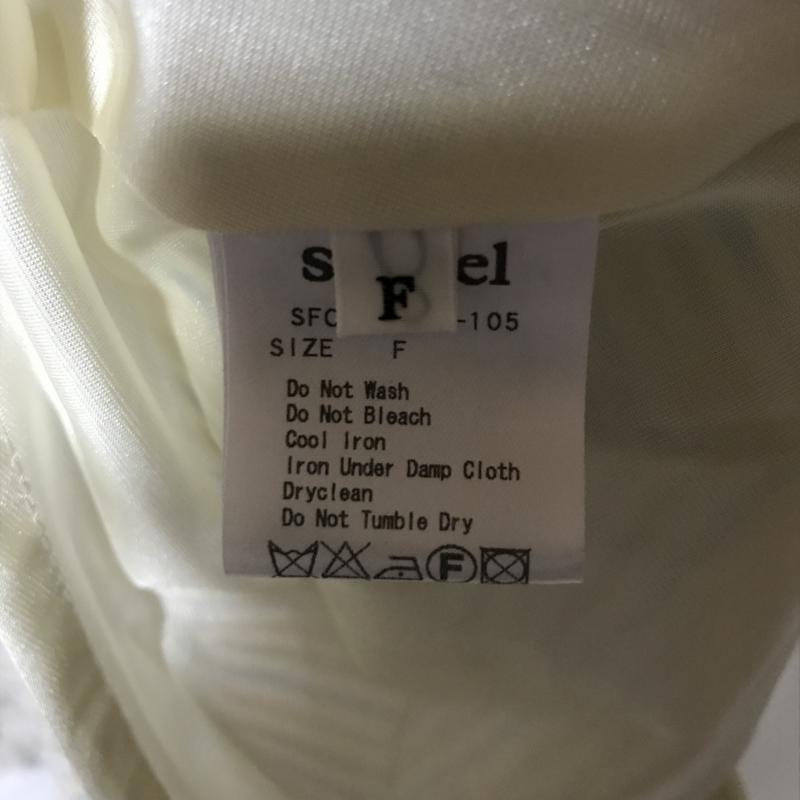 F
SIZE F
Do Not Wash
Do Not Bleach
Cool Iron
Iron Under Damp Cloth
Dryclean
Do Not Tumble Dry
F